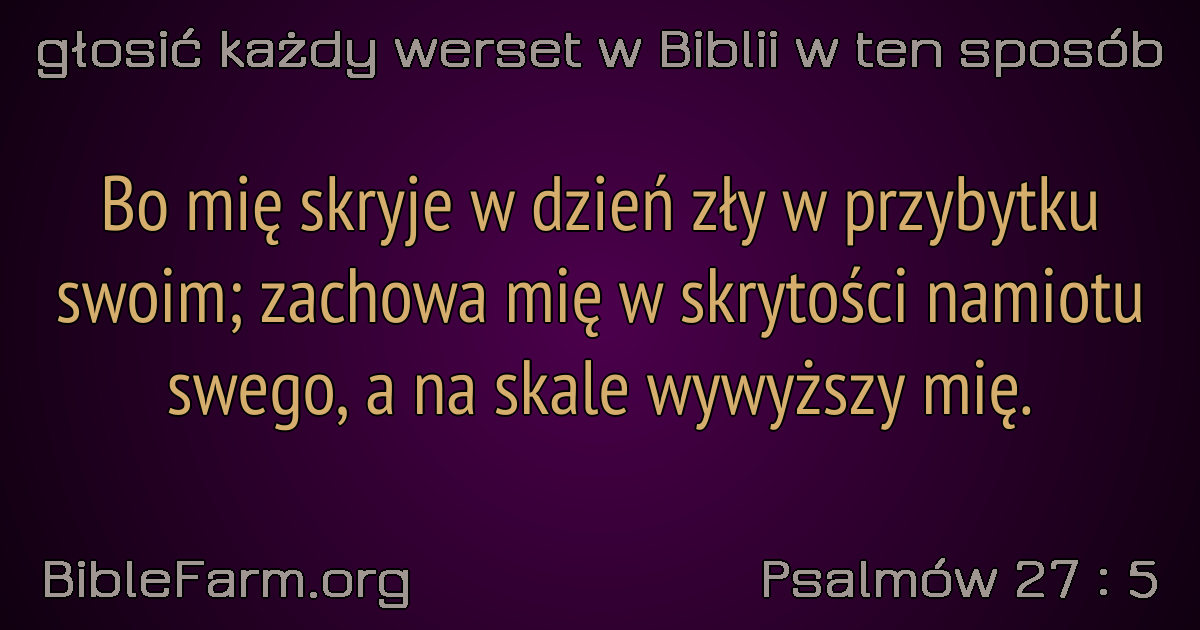 głosić każdy werset w Biblii w ten sposób
Bo mię skryje w dzień zły w przybytku
swoim; zachowa mię w skrytości namiotu
swego, a na skale wywyższy mię.
BibleFarm.org
Psalmów 27 : 5